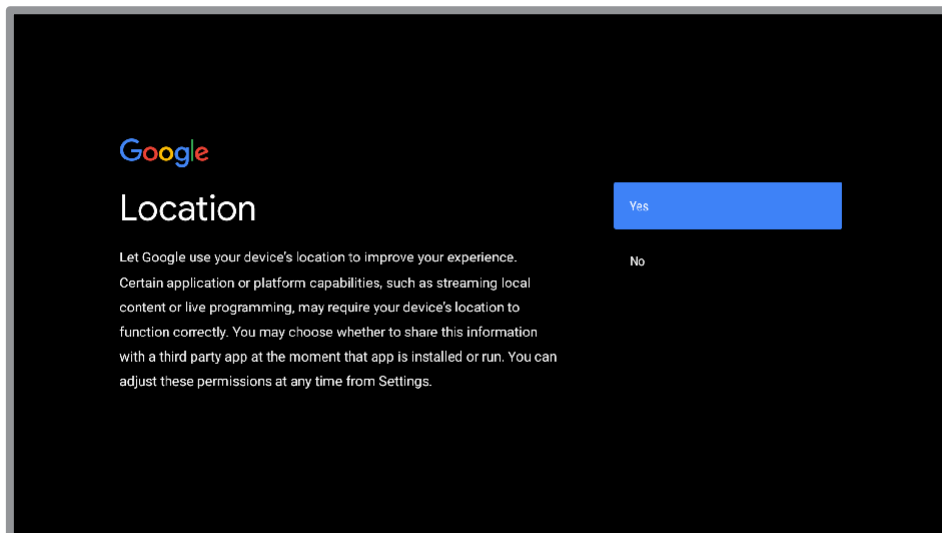 Google
Location
Let Google use your device's location to improve your experience.
Certain application or platform capabilities, such as streaming local
content or live programming, may require your device's location to
function correctly. You may choose whether to share this information
with a third party app at the moment that app is installed or run. You can
adjust these permissions at any time from Settings.
Yes
No